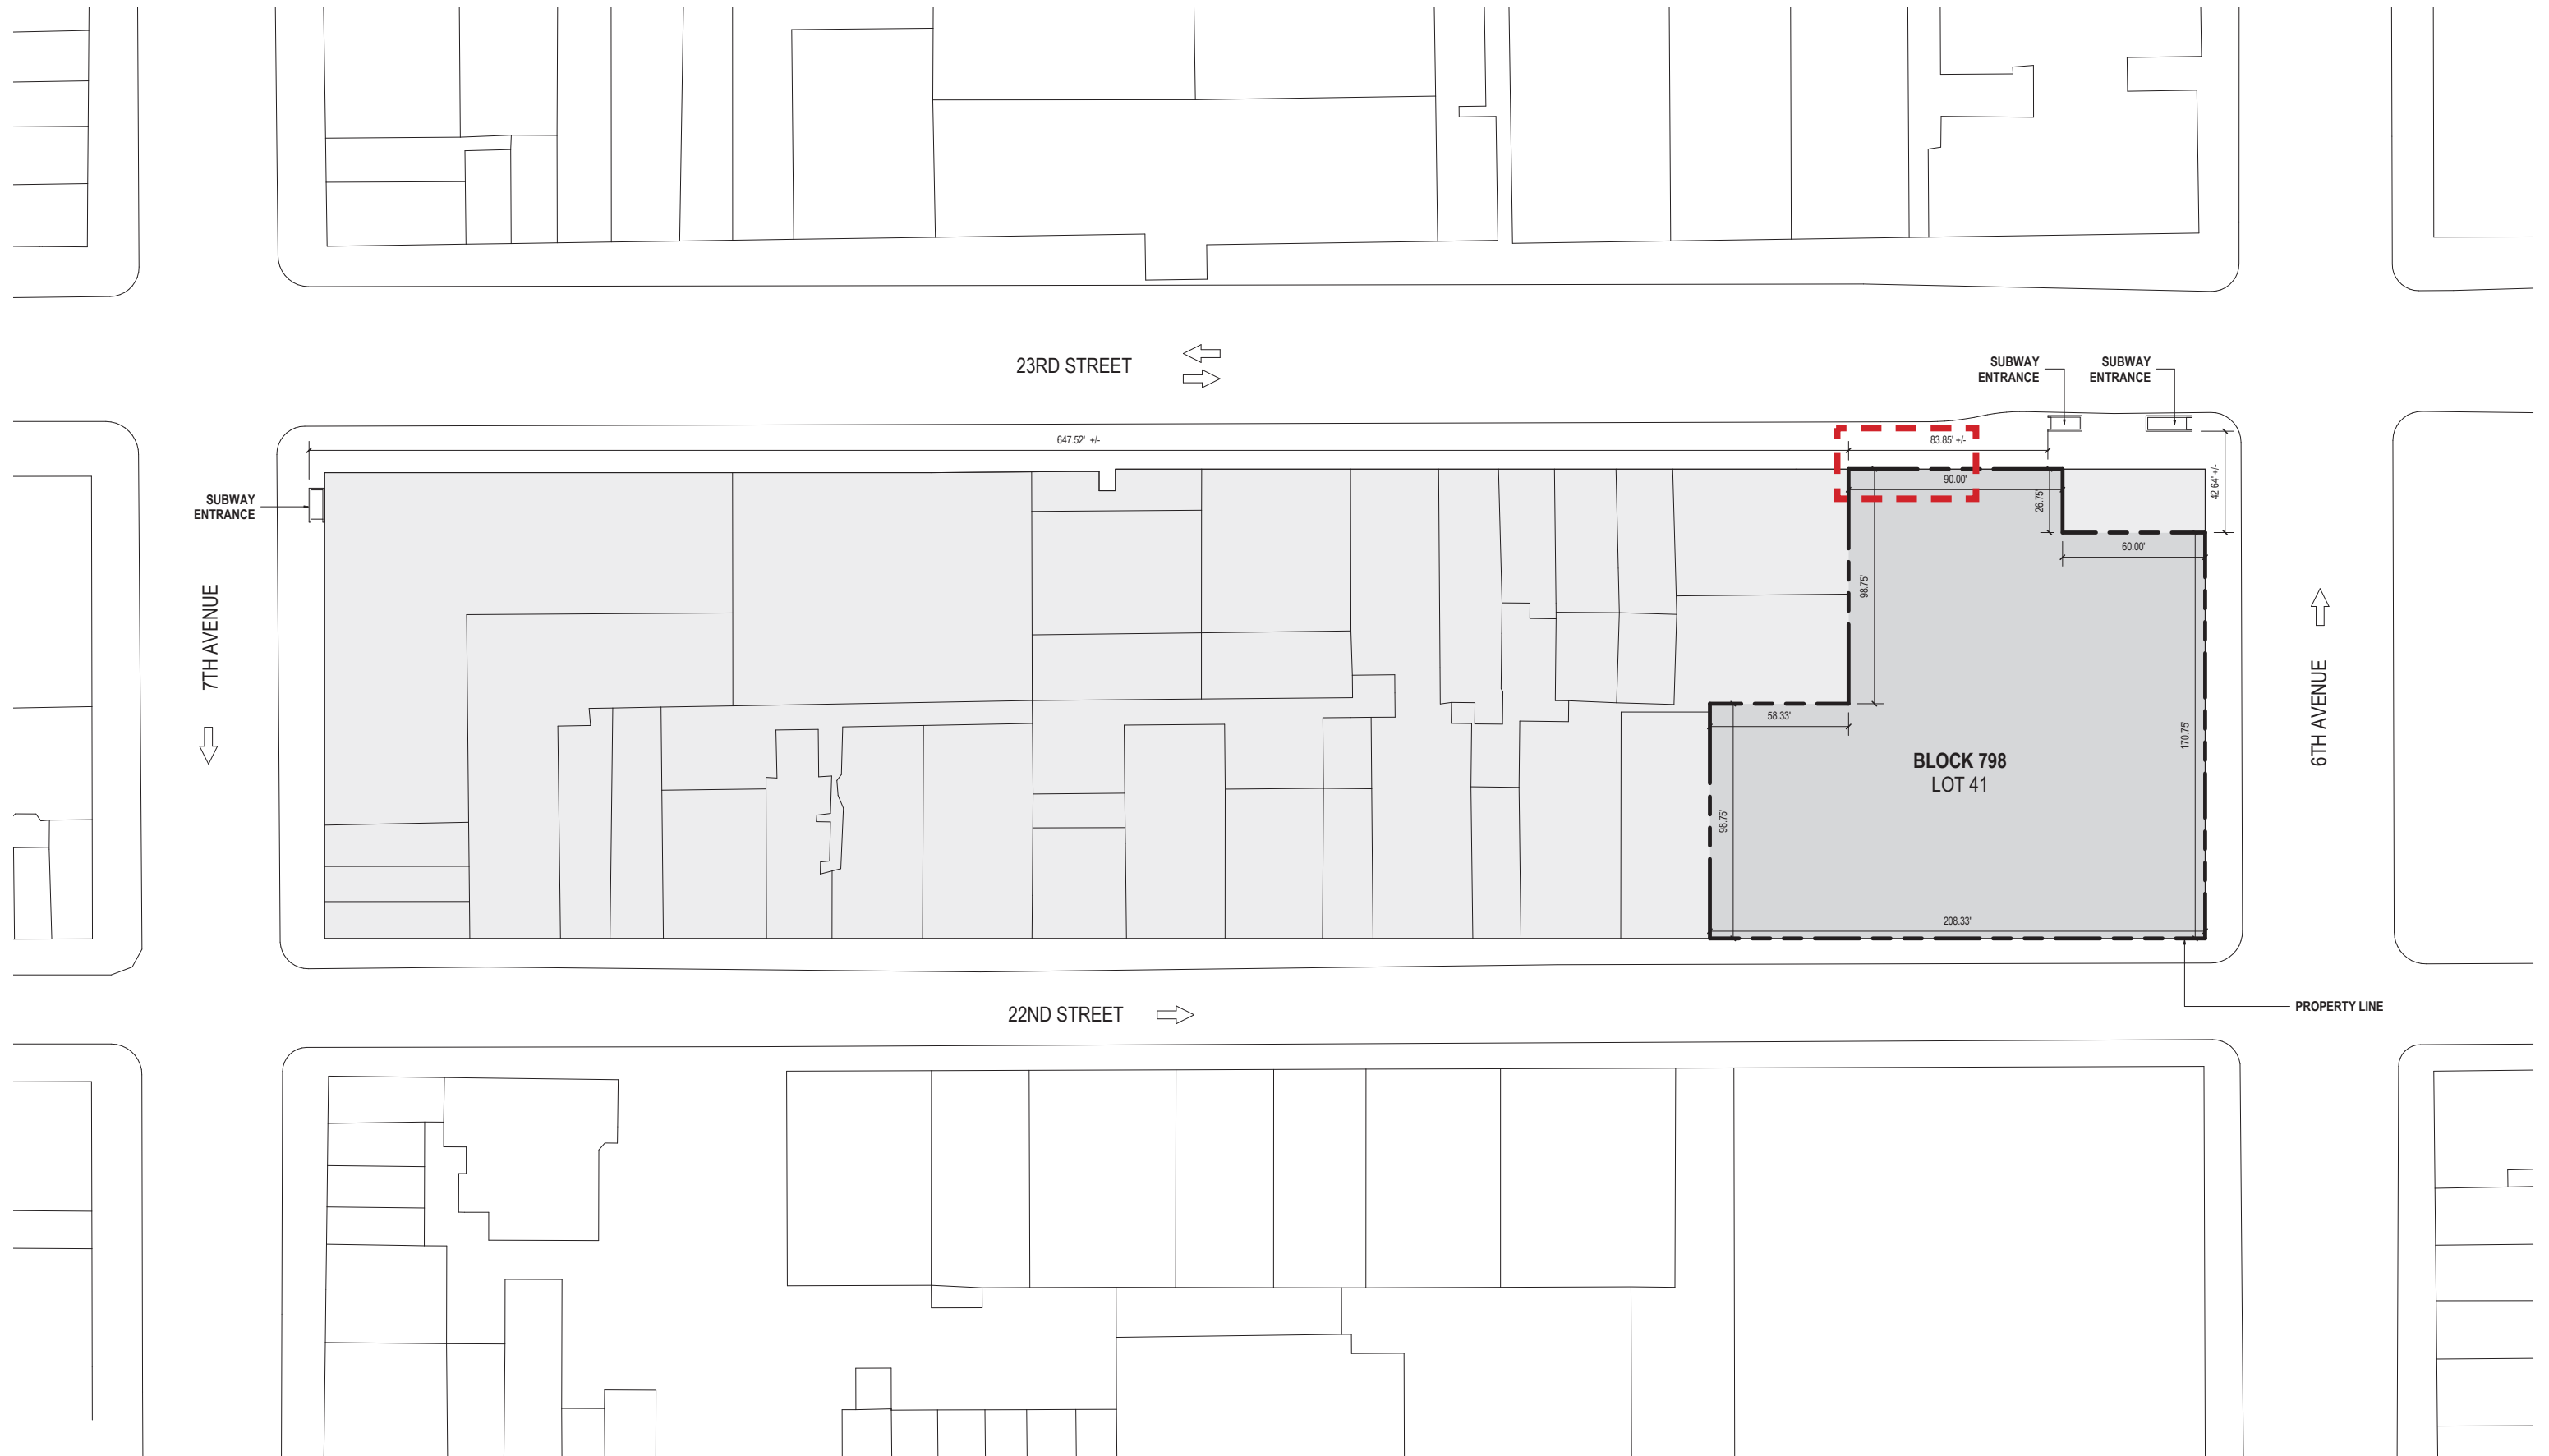 23RD STREET
SUBWAY
ENTRANCE
SUBWAY
ENTRANCE
647.52' +/-
83.85' +/-
90.00'
26.75'
42.64' +/-
SUBWAY
ENTRANCE
60.00'
98.75'
7TH AVENUE
6TH AVENUE
58.33'
170.75'
BLOCK 798
LOT 41
98.75'
208.33'
PROPERTY LINE
22ND STREET